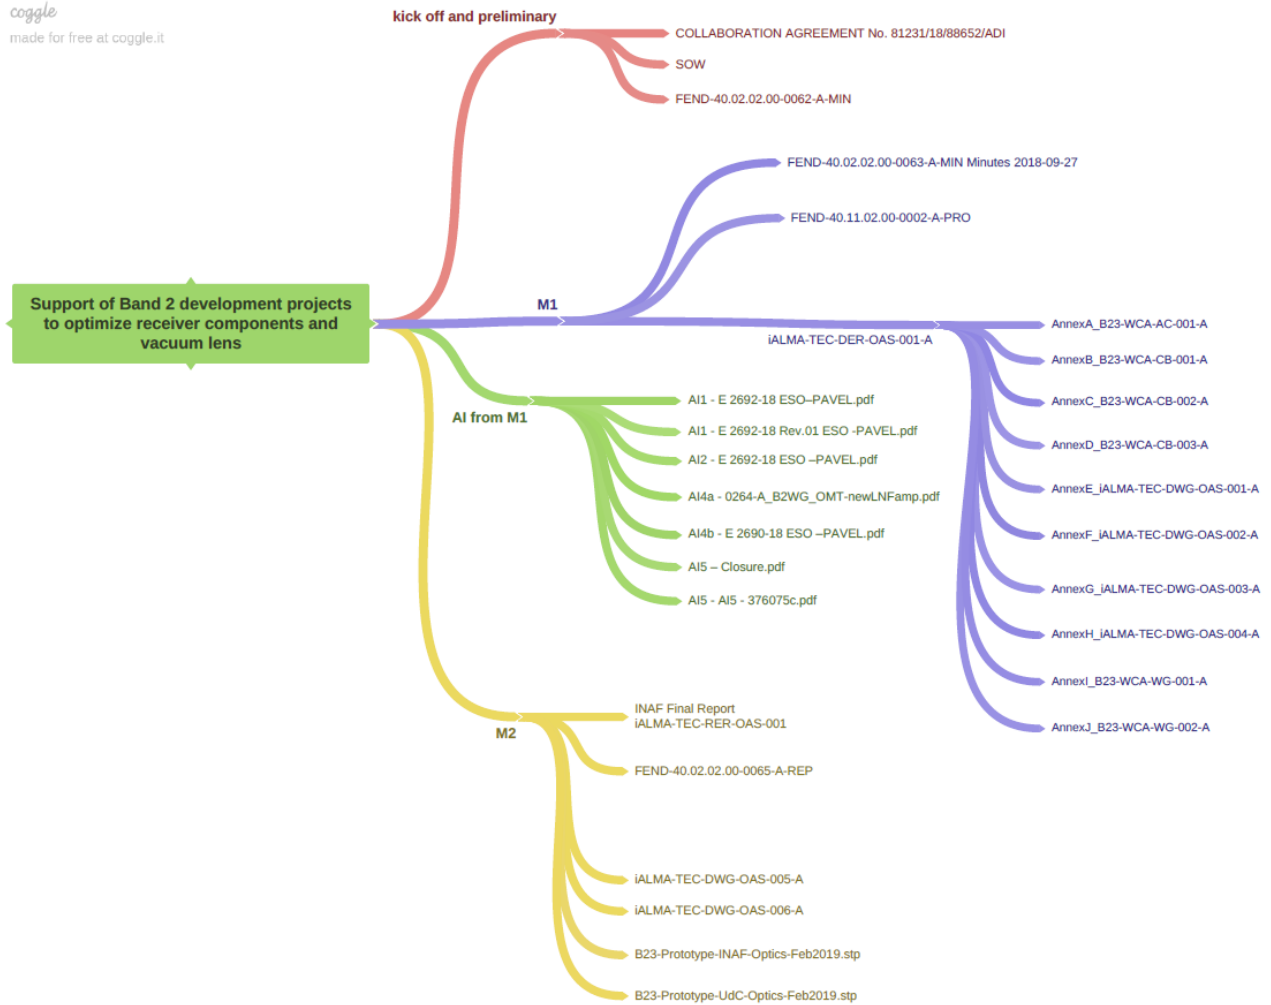 coggle
made for free at coggle.it
kick off and preliminary
COLLABORATION AGREEMENT No. 81231/18/88652/ADI
SOW
FEND-40.02.02.00-0062-A-MIN
FEND-40.02.02.00-0063-A-MIN Minutes 2018-09-27
FEND-40.11.02.00-0002-A-PRO
Support of Band 2 development projects
to optimize receiver components and
vacuum lens
M1
iALMA-TEC-DER-OAS-001-A
AnnexA_B23-WCA-AC-001-A
AnnexB_B23-WCA-CB-001-A
AnnexC_B23-WCA-CB-002-A
AnnexD_B23-WCA-CB-003-A
AnnexE_iALMA-TEC-DWG-OAS-001-A
AnnexF_iALMA-TEC-DWG-OAS-002-A
AnnexG_iALMA-TEC-DWG-OAS-003-A
AnnexH_iALMA-TEC-DWG-OAS-004-A
AnnexI_B23-WCA-WG-001-A
AnnexJ_B23-WCA-WG-002-A
AI from M1
AI1 - E 2692-18 ESO–PAVEL.pdf
AI1 - E 2692-18 Rev.01 ESO -PAVEL.pdf
AI2 - E 2692-18 ESO –PAVEL.pdf
AI4a - 0264-A_B2WG_OMT-newLNFamp.pdf
AI4b - E 2690-18 ESO –PAVEL.pdf
AI5 – Closure.pdf
AI5 - AI5 - 376075c.pdf
M2
INAF Final Report
iALMA-TEC-RER-OAS-001
FEND-40.02.02.00-0065-A-REP
iALMA-TEC-DWG-OAS-005-A
iALMA-TEC-DWG-OAS-006-A
B23-Prototype-INAF-Optics-Feb2019.stp
B23-Prototype-UdC-Optics-Feb2019.stp